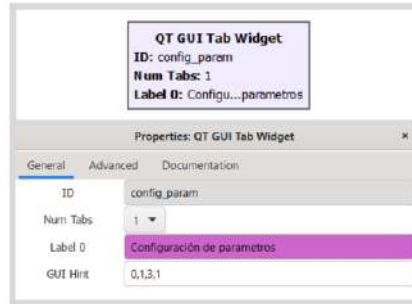 QT GUI Tab Widget
ID: config_param
Num Tabs: 1
Label 0: Configu...parametros
Properties: QT GUI Tab Widget ×
General Advanced Documentation
ID config_param
Num Tabs 1
Label 0 Configuración de parametros
GUI Hint 0,1,3,1